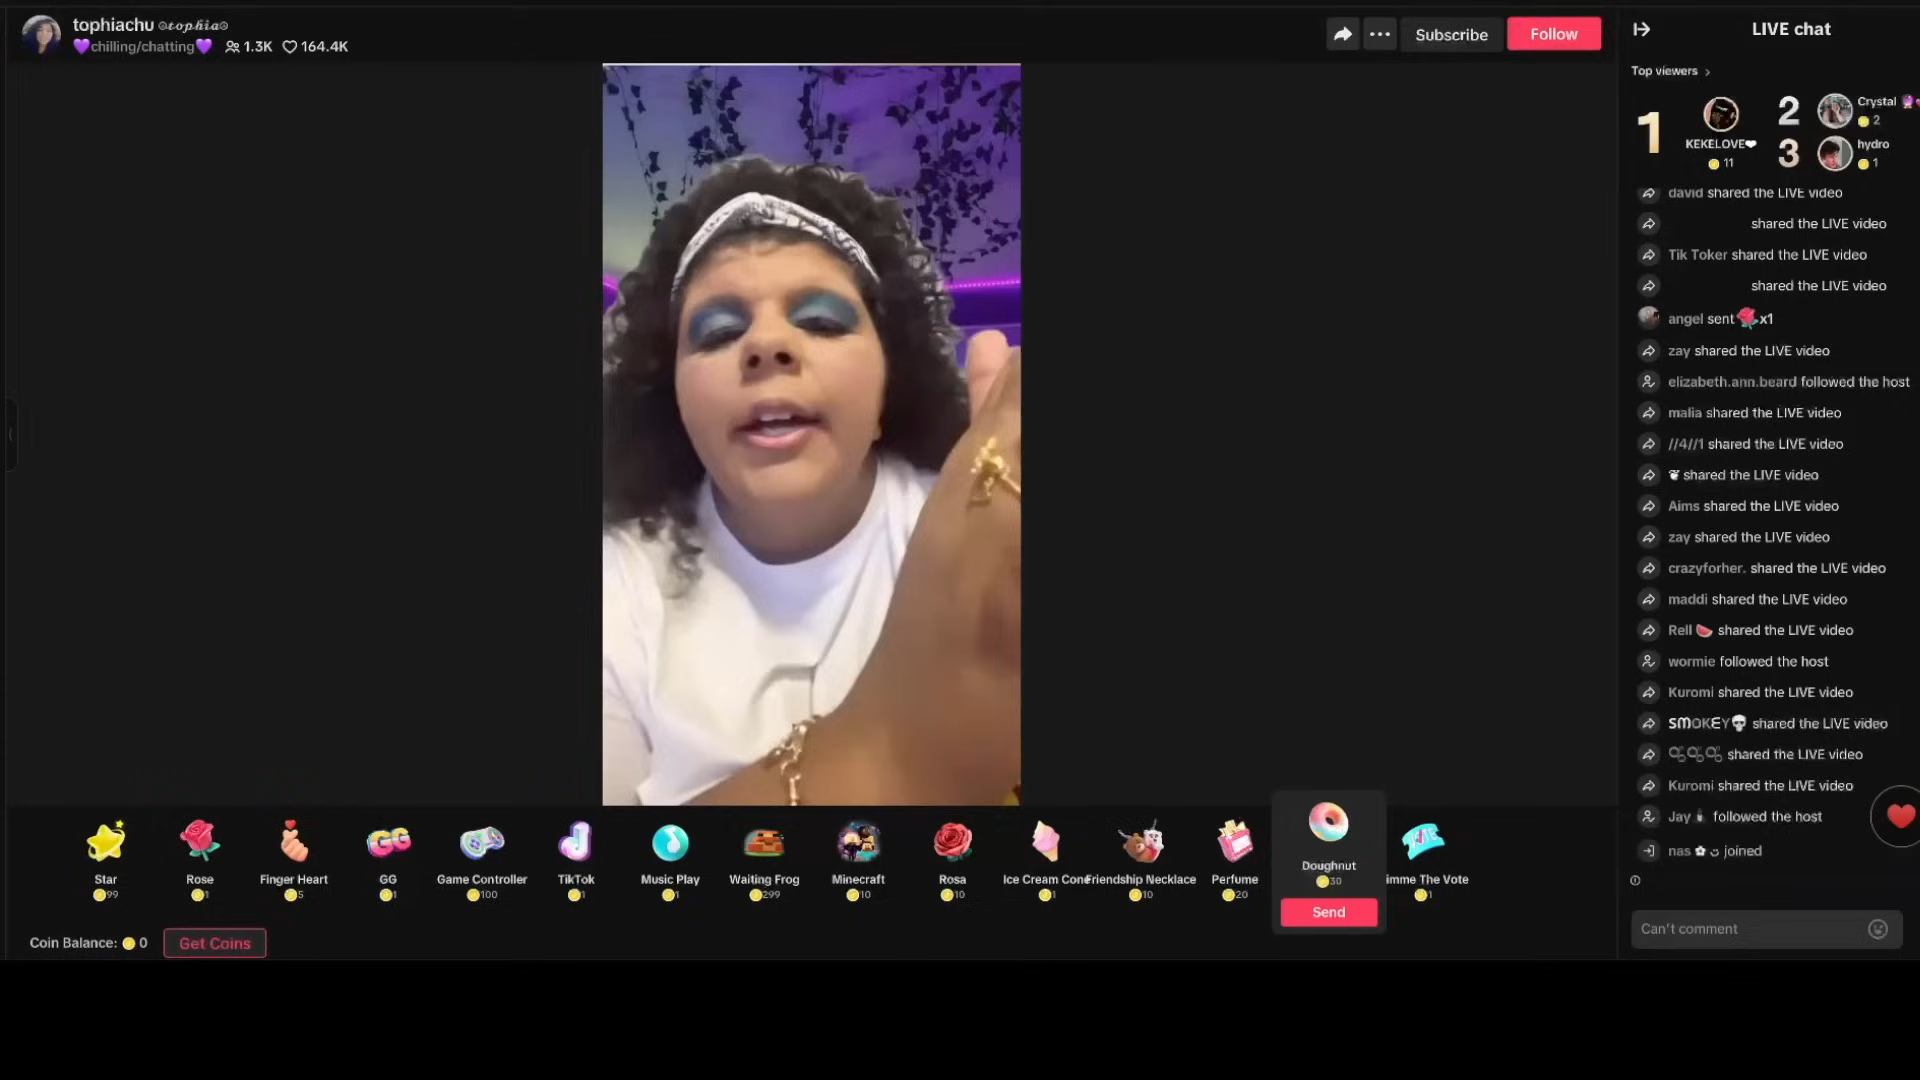 tophiachu ☺𝓽𝓸𝓹𝓱𝓲𝓪☺
💜chilling/chatting💜 1.3K 164.4K
Subscribe
Follow
LIVE chat
Top viewers >
1
KEKELOVE❤
11
2
Crystal 🔮
2
3
hydro
1
david shared the LIVE video
shared the LIVE video
Tik Toker shared the LIVE video
shared the LIVE video
angel sent 🌹x1
zay shared the LIVE video
elizabeth.ann.beard followed the host
malia shared the LIVE video
//4//1 shared the LIVE video
❦ shared the LIVE video
Aims shared the LIVE video
zay shared the LIVE video
crazyforher. shared the LIVE video
maddi shared the LIVE video
Rell 🍉 shared the LIVE video
wormie followed the host
Kuromi shared the LIVE video
SMOKEY💀 shared the LIVE video
shared the LIVE video
Kuromi shared the LIVE video
Jay followed the host
nas ✿ joined
Can't comment
GG
Star
99
Rose
1
Finger Heart
5
GG
1
Game Controller
100
TikTok
1
Music Play
1
Waiting Frog
299
Minecraft
10
Rosa
10
Ice Cream Cone
1
Friendship Necklace
10
Perfume
20
Doughnut
30
Send
imme The Vote
1
Coin Balance: 0
Get Coins